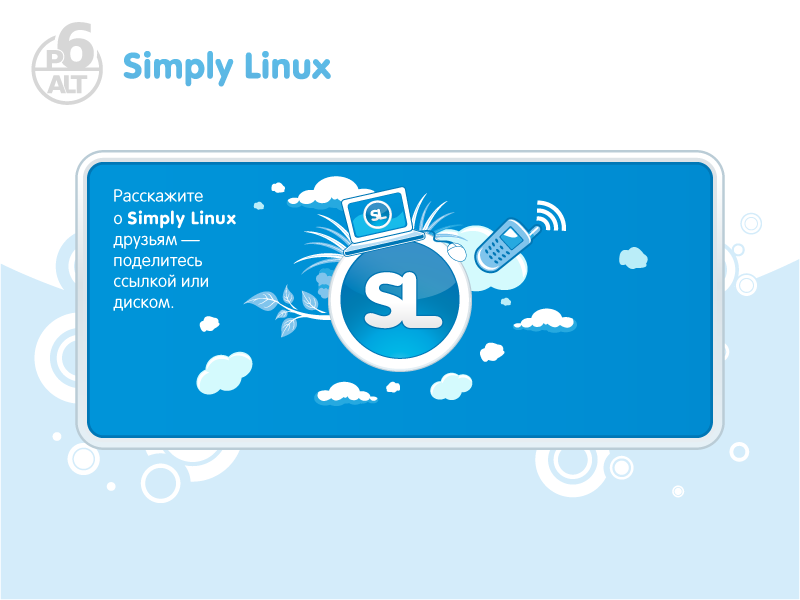 P6
ALT
Simply Linux
Расскажите
о Simply Linux
друзьям —
поделитесь
ссылкой или
диском.
SL
SL